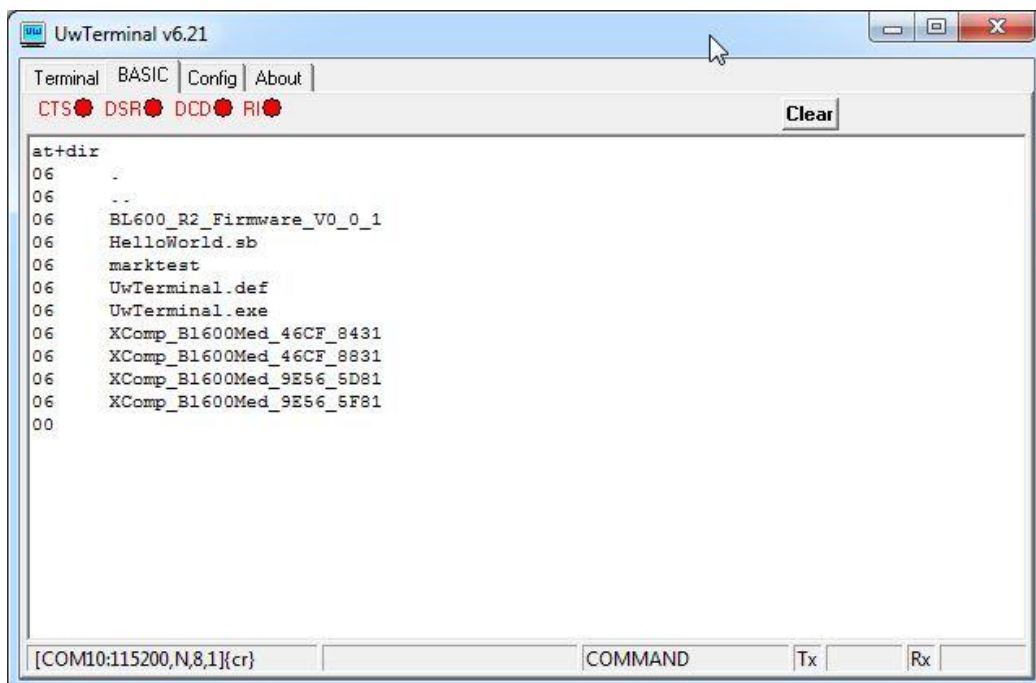 UW UwTerminal v6.21
Terminal BASIC Config About
CTS DSR DCD RI Clear
at+dir
06 .
06 ..
06 BL600_R2_Firmware_V0_0_1
06 HelloWorld.sb
06 marktest
06 UwTerminal.def
06 UwTerminal.exe
06 XComp_Bl600Med_46CF_8431
06 XComp_Bl600Med_46CF_8831
06 XComp_Bl600Med_9E56_5D81
06 XComp_Bl600Med_9E56_5F81
00
[COM10:115200,N,8,1]{cr} COMMAND Tx Rx